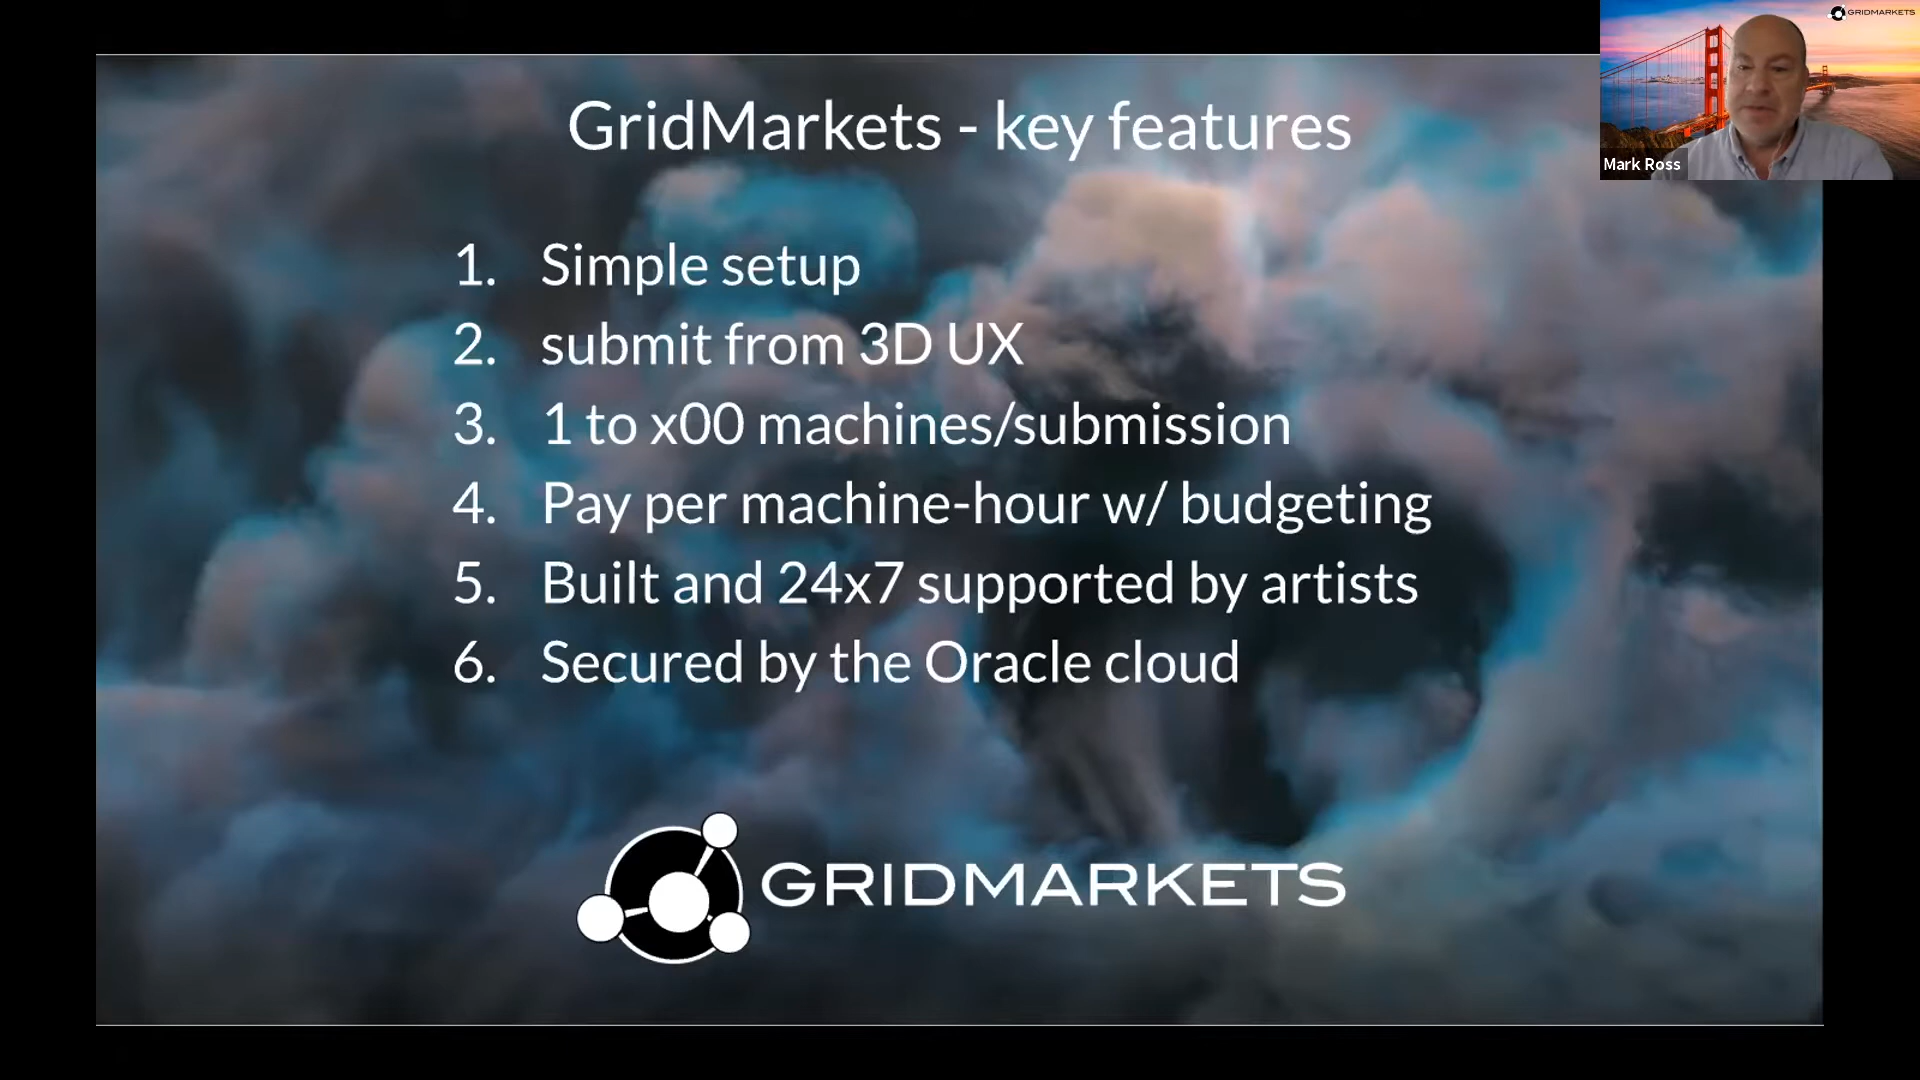 GRIDMARKETS
Mark Ross
GridMarkets - key features
1. Simple setup
2. submit from 3D UX
3. 1 to x00 machines/submission
4. Pay per machine-hour w/ budgeting
5. Built and 24x7 supported by artists
6. Secured by the Oracle cloud
GRIDMARKETS